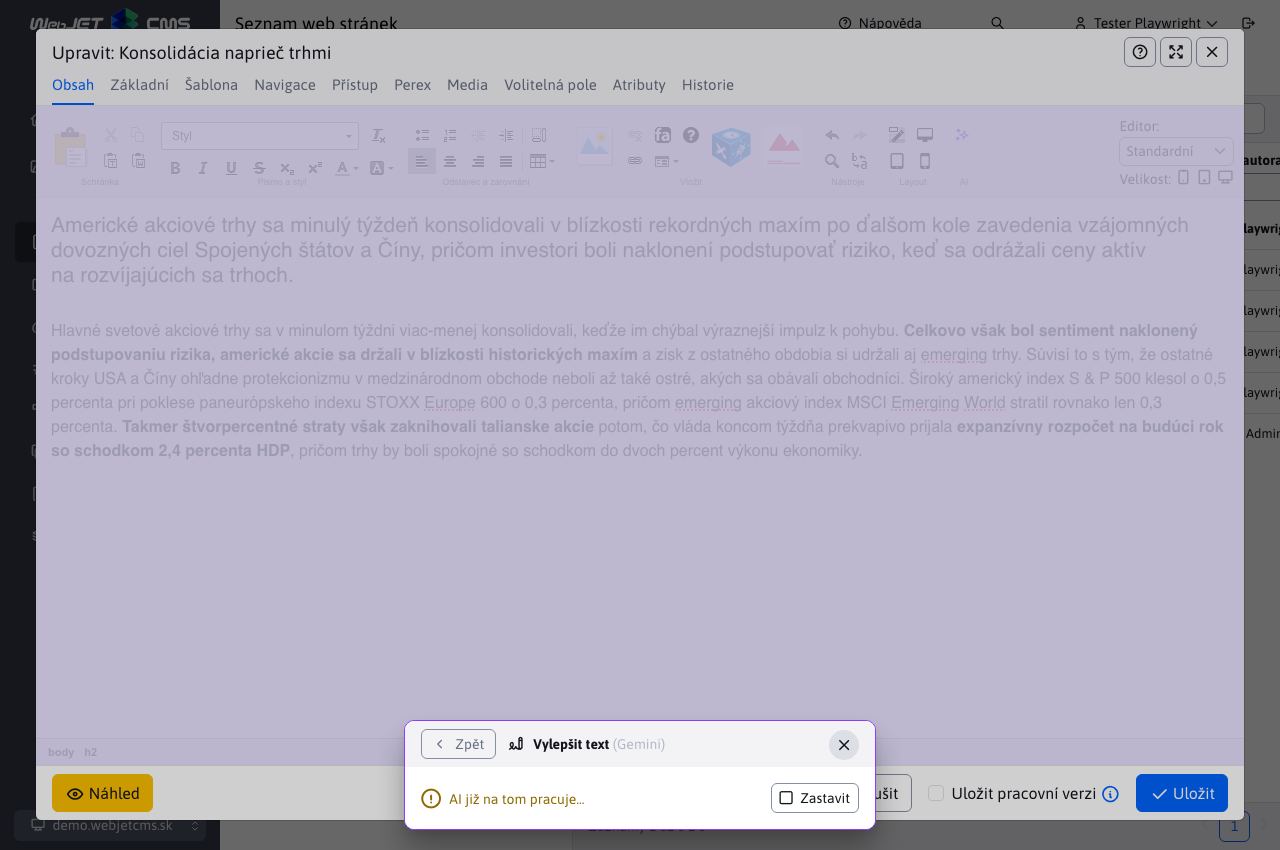 WebJET CMS
Seznam web stránek
Nápověda
Tester Playwright
Upravit: Konsolidácia naprieč trhmi
Obsah Základní Šablona Navigace Přístup Perex Media Volitelná pole Atributy Historie
Styl
Schránka
Písmo a styl
Odstavec a zarovnání
Vložit
Nástroje
Layout
AI
Editor:
Standardní
Velikost:
Americké akciové trhy sa minulý týždeň konsolidovali v blízkosti rekordných maxím po ďalšom kole zavedenia vzájomných
dovozných ciel Spojených štátov a Číny, pričom investori boli naklonení podstupovať riziko, keď sa odrážali ceny aktív
na rozvíjajúcich sa trhoch.
Hlavné svetové akciové trhy sa v minulom týždni viac-menej konsolidovali, keďže im chýbal výraznejší impulz k pohybu. Celkovo však bol sentiment naklonený
podstupovaniu rizika, americké akcie sa držali v blízkosti historických maxím a zisk z ostatného obdobia si udržali aj emerging trhy. Súvisí to s tým, že ostatné
kroky USA a Číny ohľadne protekcionizmu v medzinárodnom obchode neboli až také ostré, akých sa obávali obchodníci. Široký americký index S & P 500 klesol o 0,5
percenta pri poklese paneurópskeho indexu STOXX Europe 600 o 0,3 perenta, pričom emerging akciový index MSCI Emerging World stratil rovnako len 0,3
percenta. Takmer štvorpercentné straty však zaknihovali talianske akcie potom, čo vláda koncom týždňa prekvapivo prijala expanzívny rozpočet na budúci rok
so schodkom 2,4 percenta HDP, pričom trhy by boli spokojné so schodkom do dvoch percent výkonu ekonomiky.
body h2
Zpět
Vylepšit text (Gemini)
AI již na tom pracuje...
Zastavit
Náhled
Uložit pracovní verzi
Uložit
demo.webjetcms.sk
1
autora
Admin